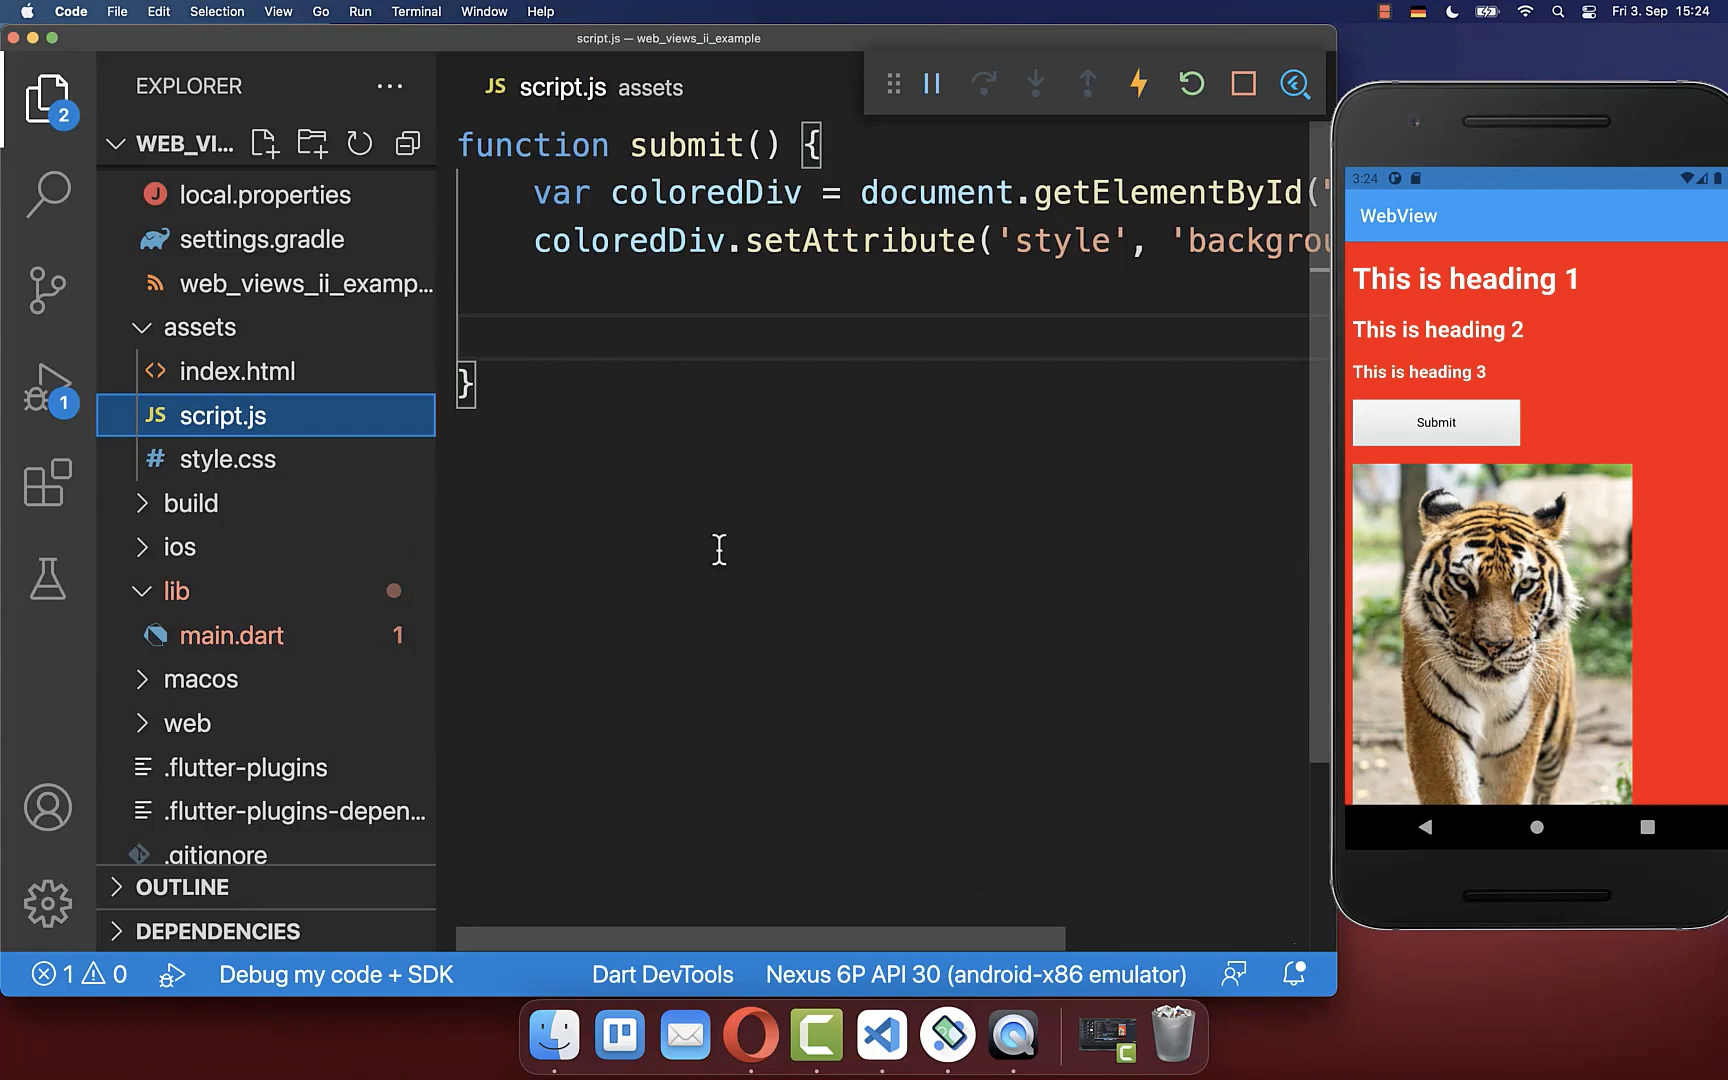 Code File Edit Selection View Go Run Terminal Window Help
Fri 3. Sep 15:24
script.js — web_views_ii_example
EXPLORER
WEB_VI...
local.properties
settings.gradle
web_views_ii_examp...
assets
index.html
JS script.js
# style.css
build
ios
lib
main.dart 1
macos
web
.flutter-plugins
.flutter-plugins-depen...
.gitignore
OUTLINE
DEPENDENCIES
2
1
JS script.js assets
function submit() {
var coloredDiv = document.getElementById('
coloredDiv.setAttribute('style', 'backgrou
}
1 0 Debug my code + SDK Dart DevTools Nexus 6P API 30 (android-x86 emulator)
3:24
WebView
This is heading 1
This is heading 2
This is heading 3
Submit